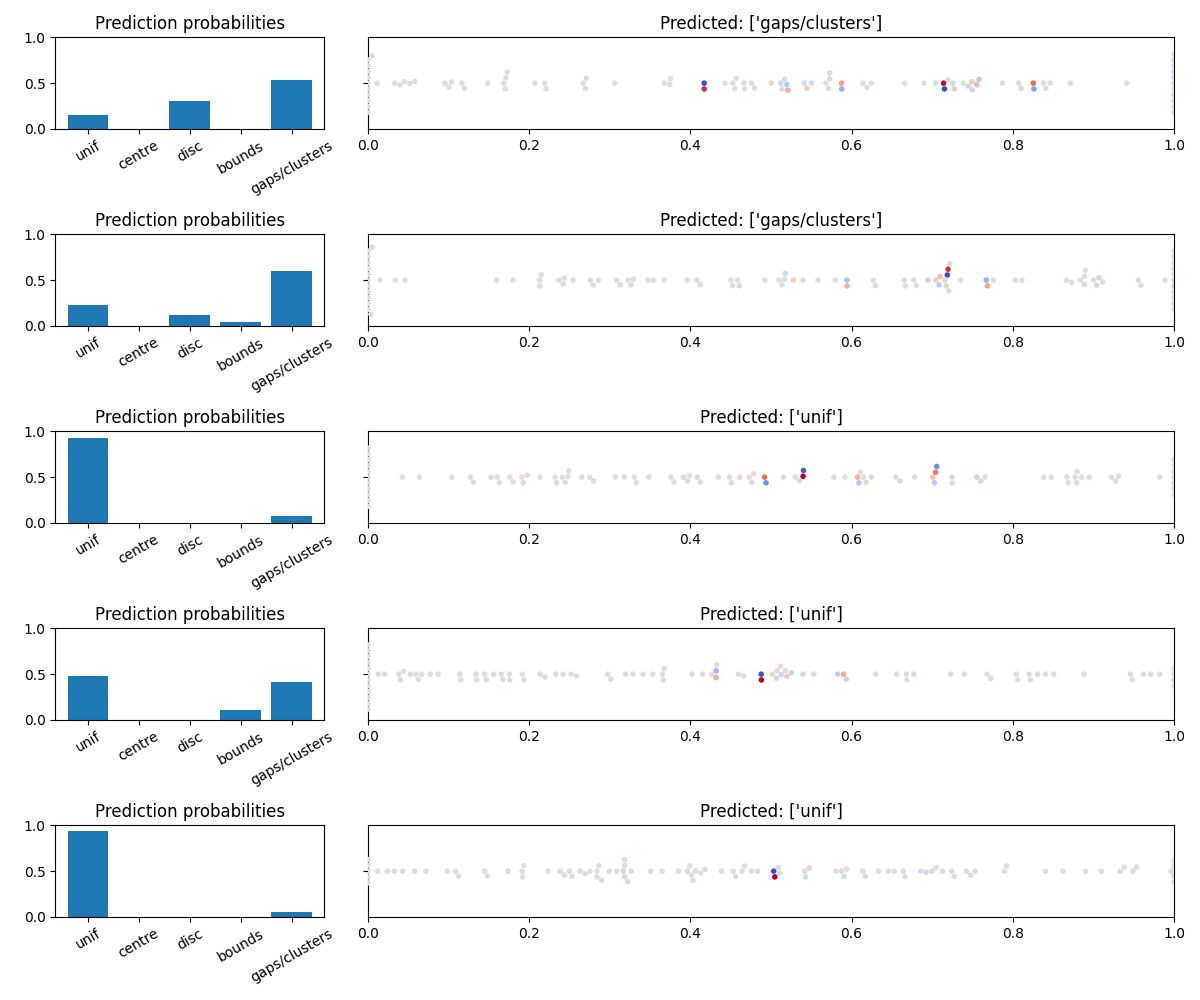 Prediction probabilities
Predicted: ['gaps/clusters']
1.0
0.5
0.0
unif
centre
disc
bounds
gaps/clusters
0.0 0.2 0.4 0.6 0.8 1.0
Prediction probabilities
Predicted: ['gaps/clusters']
1.0
0.5
0.0
unif
centre
disc
bounds
gaps/clusters
0.0 0.2 0.4 0.6 0.8 1.0
Prediction probabilities
Predicted: ['unif']
1.0
0.5
0.0
unif
centre
disc
bounds
gaps/clusters
0.0 0.2 0.4 0.6 0.8 1.0
Prediction probabilities
Predicted: ['unif']
1.0
0.5
0.0
unif
centre
disc
bounds
gaps/clusters
0.0 0.2 0.4 0.6 0.8 1.0
Prediction probabilities
Predicted: ['unif']
1.0
0.5
0.0
unif
centre
disc
bounds
gaps/clusters
0.0 0.2 0.4 0.6 0.8 1.0